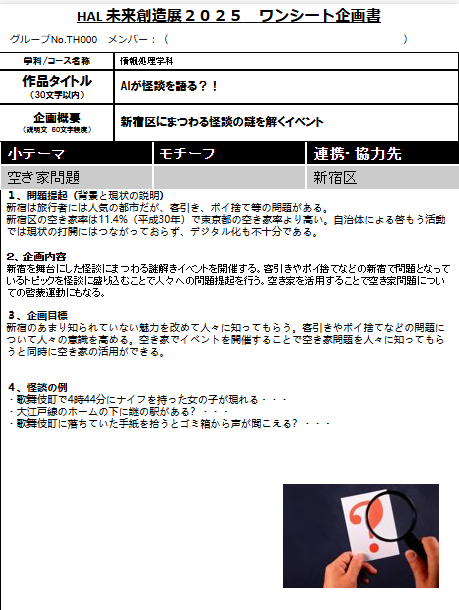 HAL 未来創造展２０２５　ワンシート企画書
グループNo.TH000　メンバー：（　　　　　　　　　　　　　　　　　　　　）
学科/コース名称　情報処理学科
作品タイトル
（30文字以内）
AIが怪談を語る？！
企画概要
（説明文　60文字程度）
新宿区にまつわる怪談の謎を解くイベント
小テーマ　モチーフ　連携・協力先
空き家問題　新宿区
１、問題提起（背景と現状の説明）
新宿は旅行者には人気の都市だが、客引き、ポイ捨て等の問題がある。
新宿区の空き家率は11.4%（平成30年）で東京都の空き家率より高い。自治体による啓もう活動
では現状の打開にはつながっておらず、デジタル化も不十分である。
２、企画内容
新宿を舞台にした怪談にまつわる謎解きイベントを開催する。客引きやポイ捨てなどの新宿で問題となって
いるトピックを怪談に盛り込むことで人々への問題提起を行う。空き家を活用することで空き家問題につい
ての啓蒙運動にもなる。
３、企画目標
新宿のあまり知られていない魅力を改めて人々に知ってもらう。客引きやポイ捨てなどの問題に
ついて人々の意識を高める。空き家でイベントを開催することで空き家問題を人々に知ってもら
うと同時に空き家の活用ができる。
４、怪談の例
・歌舞伎町で4時44分にナイフを持った女の子が現れる・・・
・大江戸線のホームの下に謎の駅がある？・・・
・歌舞伎町に落ちていた手紙を拾うとゴミ箱から声が聞こえる？・・・
?